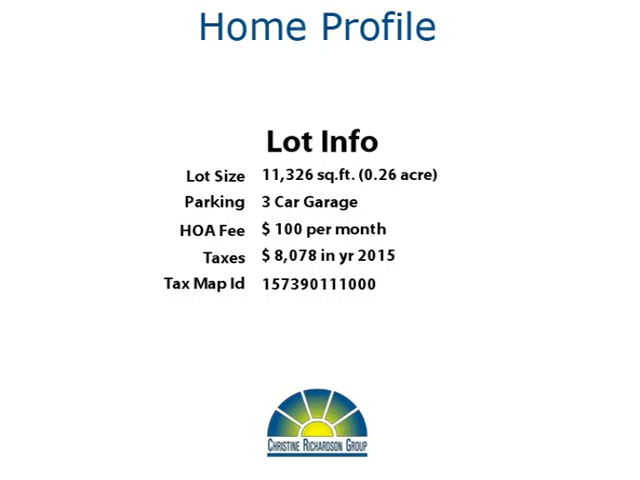 Home Profile
Lot Info
Lot Size 11,326 sq.ft. (0.26 acre)
Parking 3 Car Garage
HOA Fee $ 100 per month
Taxes $ 8,078 in yr 2015
Tax Map Id 157390111000
Christine Richardson Group